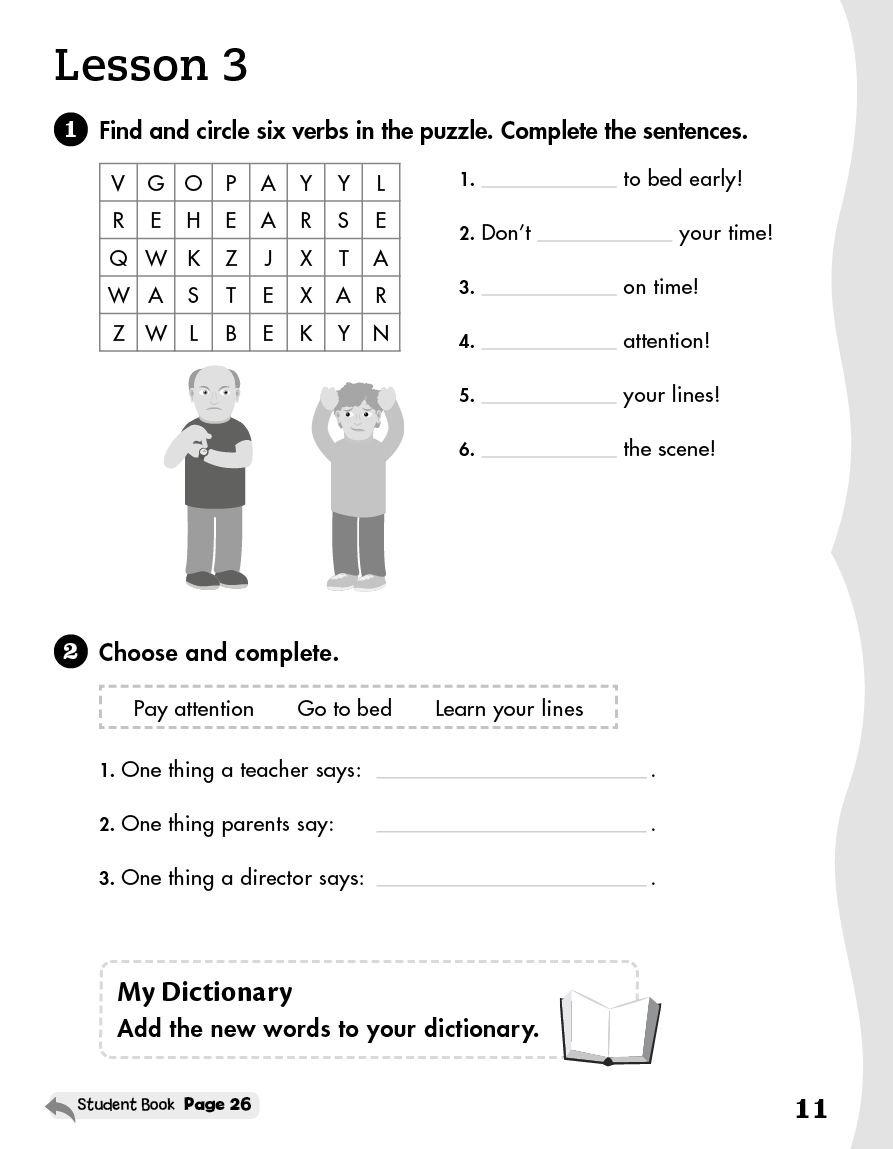 Lesson 3
1 Find and circle six verbs in the puzzle. Complete the sentences.
V G O P A Y Y L
R E H E A R S E
Q W K Z J X T A
W A S T E X A R
Z W L B E K Y N
1. ____________ to bed early!
2. Don't ____________ your time!
3. ____________ on time!
4. ____________ attention!
5. ____________ your lines!
6. ____________ the scene!
2 Choose and complete.
Pay attention Go to bed Learn your lines
1. One thing a teacher says: ____________ .
2. One thing parents say: ____________ .
3. One thing a director says: ____________ .
My Dictionary
Add the new words to your dictionary.
Student Book Page 26
11